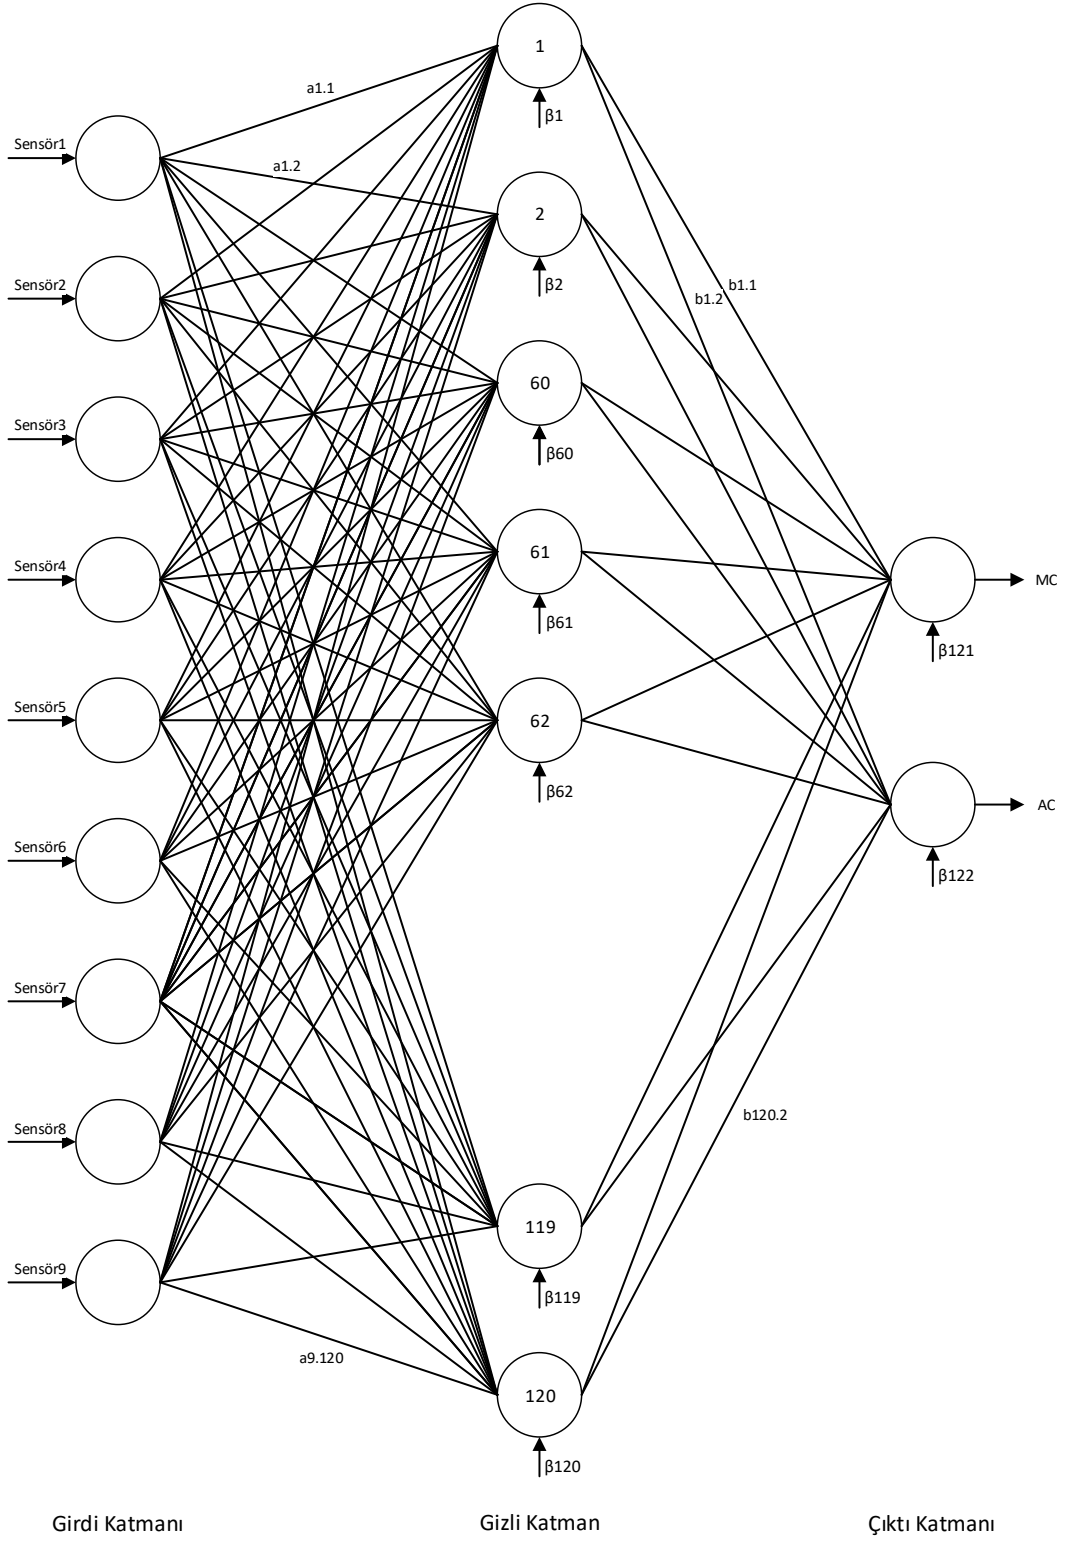 1
a1.1
β1
Sensör1
a1.2
2
Sensör2
β2
b1.1
b1.2
60
Sensör3
β60
61
Sensör4
MC
β61
β121
Sensör5
62
β62
AC
Sensör6
β122
Sensör7
b120.2
Sensör8
119
Sensör9
β119
a9.120
120
β120
Girdi Katmanı
Gizli Katman
Çıktı Katmanı